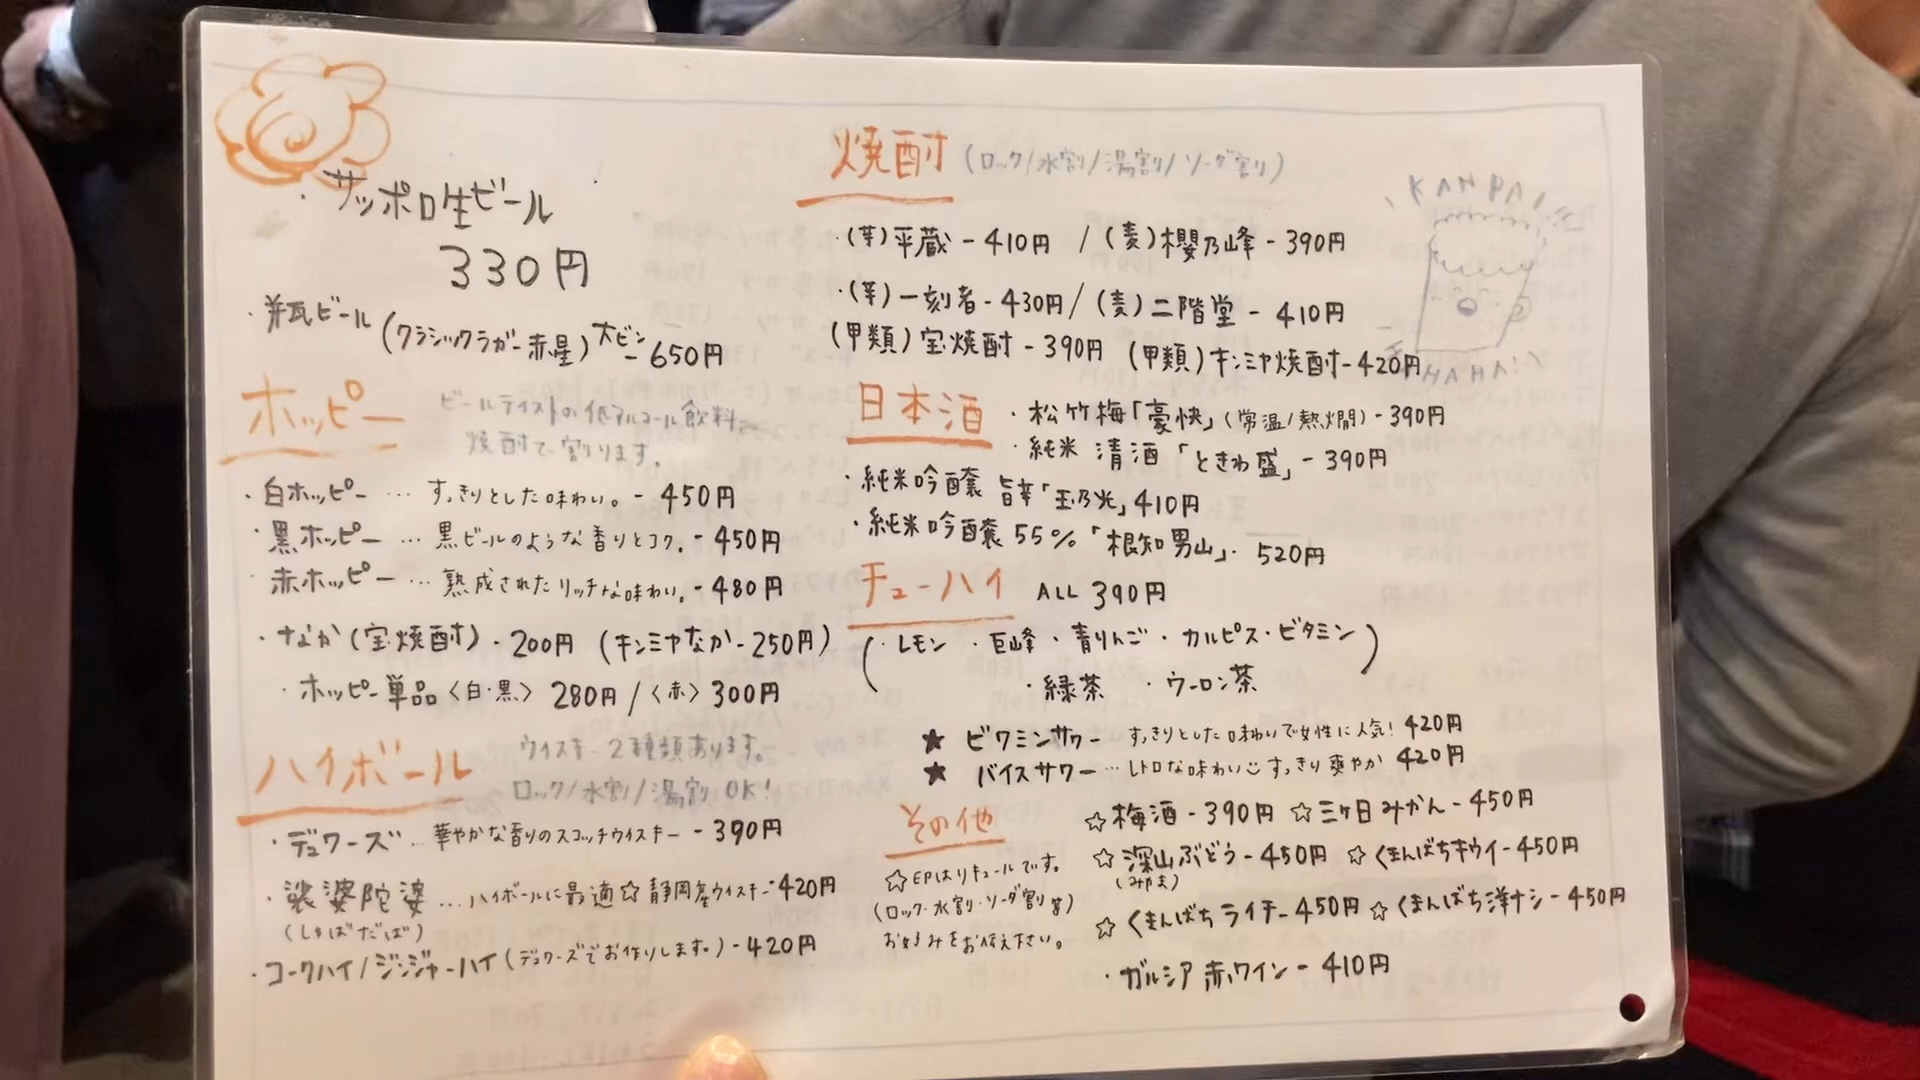 ・サッポロ生ビール
330円
・瓶ビール(クラシックラガー・赤星)大ビン - 650円
ホッピー
ビールテイストの低アルコール飲料。
焼酎で割ります。
・白ホッピー … すっきりとした味わい。- 450円
・黒ホッピー … 黒ビールのような香りとコク。- 450円
・赤ホッピー … 熟成されたリッチな味わい。- 480円
・なか(宝焼酎) - 200円 (キンミヤなか - 250円)
・ホッピー単品〈白・黒〉280円 /〈赤〉300円
ハイボール
ウイスキー2種類あります。
ロック/水割/湯割 OK!
・デュワーズ … 華やかな香りのスコッチウイスキー - 390円
・裟婆陀婆 … ハイボールに最適☆静岡産ウイスキー - 420円
(しゃばだば)
・コークハイ/ジンジャーハイ(デュワーズでお作りします。) - 420円
焼酎 (ロック/水割/湯割/ソーダ割)
・(芋)平蔵 - 410円 / (麦)櫻乃峰 - 390円
・(芋)一刻者 - 430円 / (麦)二階堂 - 410円
(甲類)宝焼酎 - 390円 (甲類)キンミヤ焼酎 - 420円
KANPAI
HAHA!
日本酒 ・松竹梅「豪快」(常温/熱燗) - 390円
・純米 清酒 「ときわ盛」 - 390円
・純米吟醸 旨辛「玉乃光」410円
・純米吟醸 55%「根知男山」・ 520円
チューハイ ALL 390円
(・レモン ・巨峰 ・青りんご ・カルピス ・ビタミン)
・緑茶 ・ウーロン茶
★ ビワミンサワー … すっきりとした味わいで女性に人気! 420円
★ バイスサワー … レトロな味わい すっきり爽やか 420円
その他
☆EPはリキュールです。
(ロック・水割り・ソーダ割り等)
お好みをお伝え下さい。
☆梅酒 - 390円 ☆三ヶ日みかん - 450円
☆深山ぶどう - 450円 ☆くまんばちキウイ - 450円
(みやま)
☆くまんばちライチ - 450円 ☆くまんばち洋ナシ - 450円
・ガルシア 赤ワイン - 410円